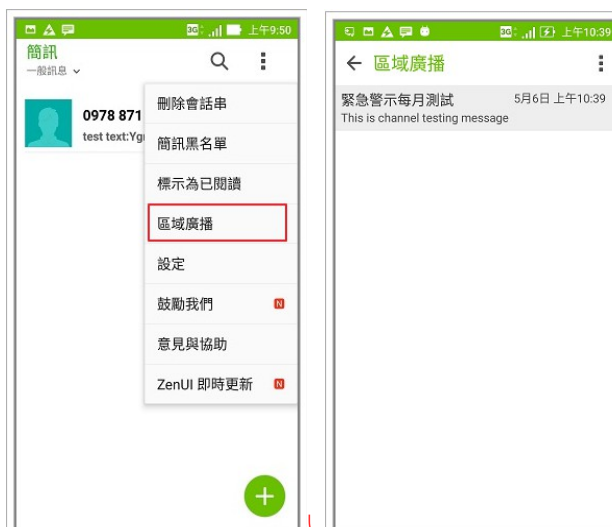 3G 上午9:50
簡訊
一般訊息
0978 871
test text:Ygr
刪除會話串
簡訊黑名單
標示為已閱讀
區域廣播
設定
鼓勵我們 N
意見與協助
ZenUI 即時更新 N
3G 上午10:39
區域廣播
緊急警示每月測試 5月6日 上午10:39
This is channel testing message